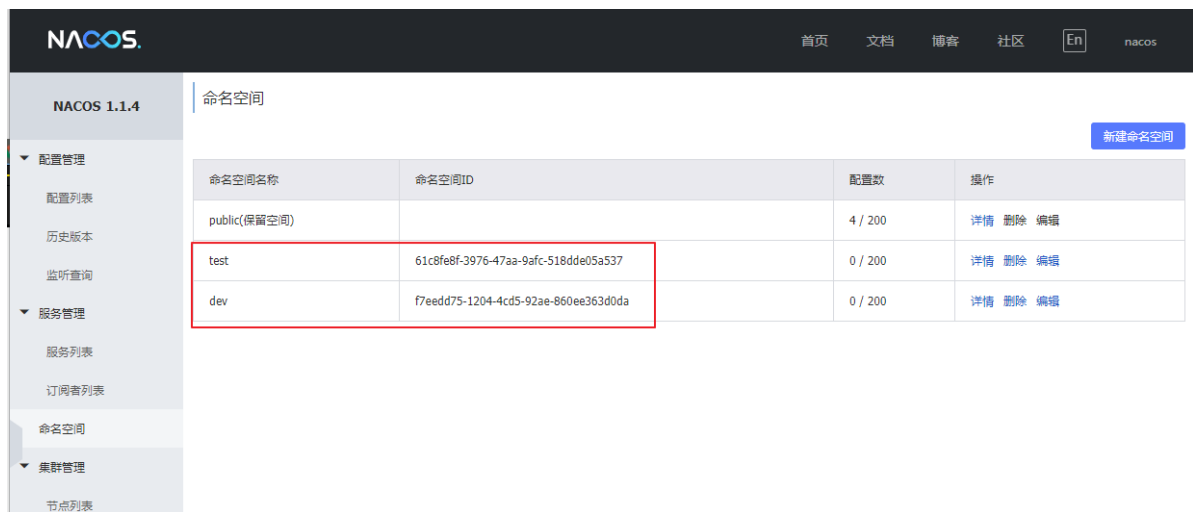 NACOS.
首页 文档 博客 社区 En nacos
NACOS 1.1.4
命名空间
新建命名空间
配置管理
配置列表
历史版本
监听查询
服务管理
服务列表
订阅者列表
命名空间
集群管理
节点列表
命名空间名称 命名空间ID 配置数 操作
public(保留空间) 4 / 200 详情 删除 编辑
test 61c8fe8f-3976-47aa-9afc-518dde05a537 0 / 200 详情 删除 编辑
dev f7eedd75-1204-4cd5-92ae-860ee363d0da 0 / 200 详情 删除 编辑